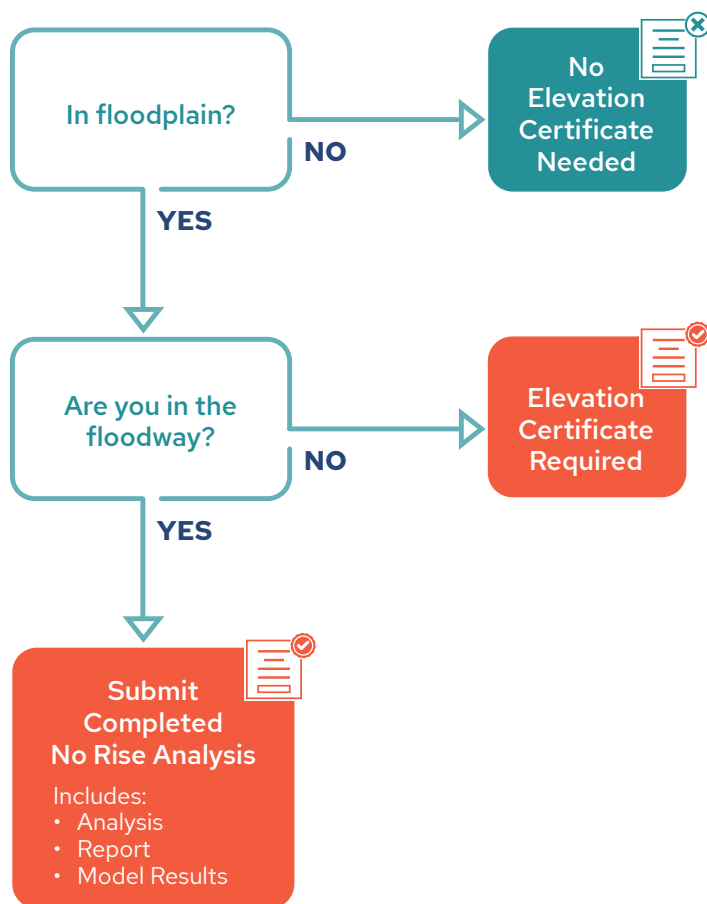 In floodplain?
NO
No
Elevation
Certificate
Needed
YES
Are you in the
floodway?
NO
Elevation
Certificate
Required
YES
Submit
Completed
No Rise Analysis
Includes:
• Analysis
• Report
• Model Results